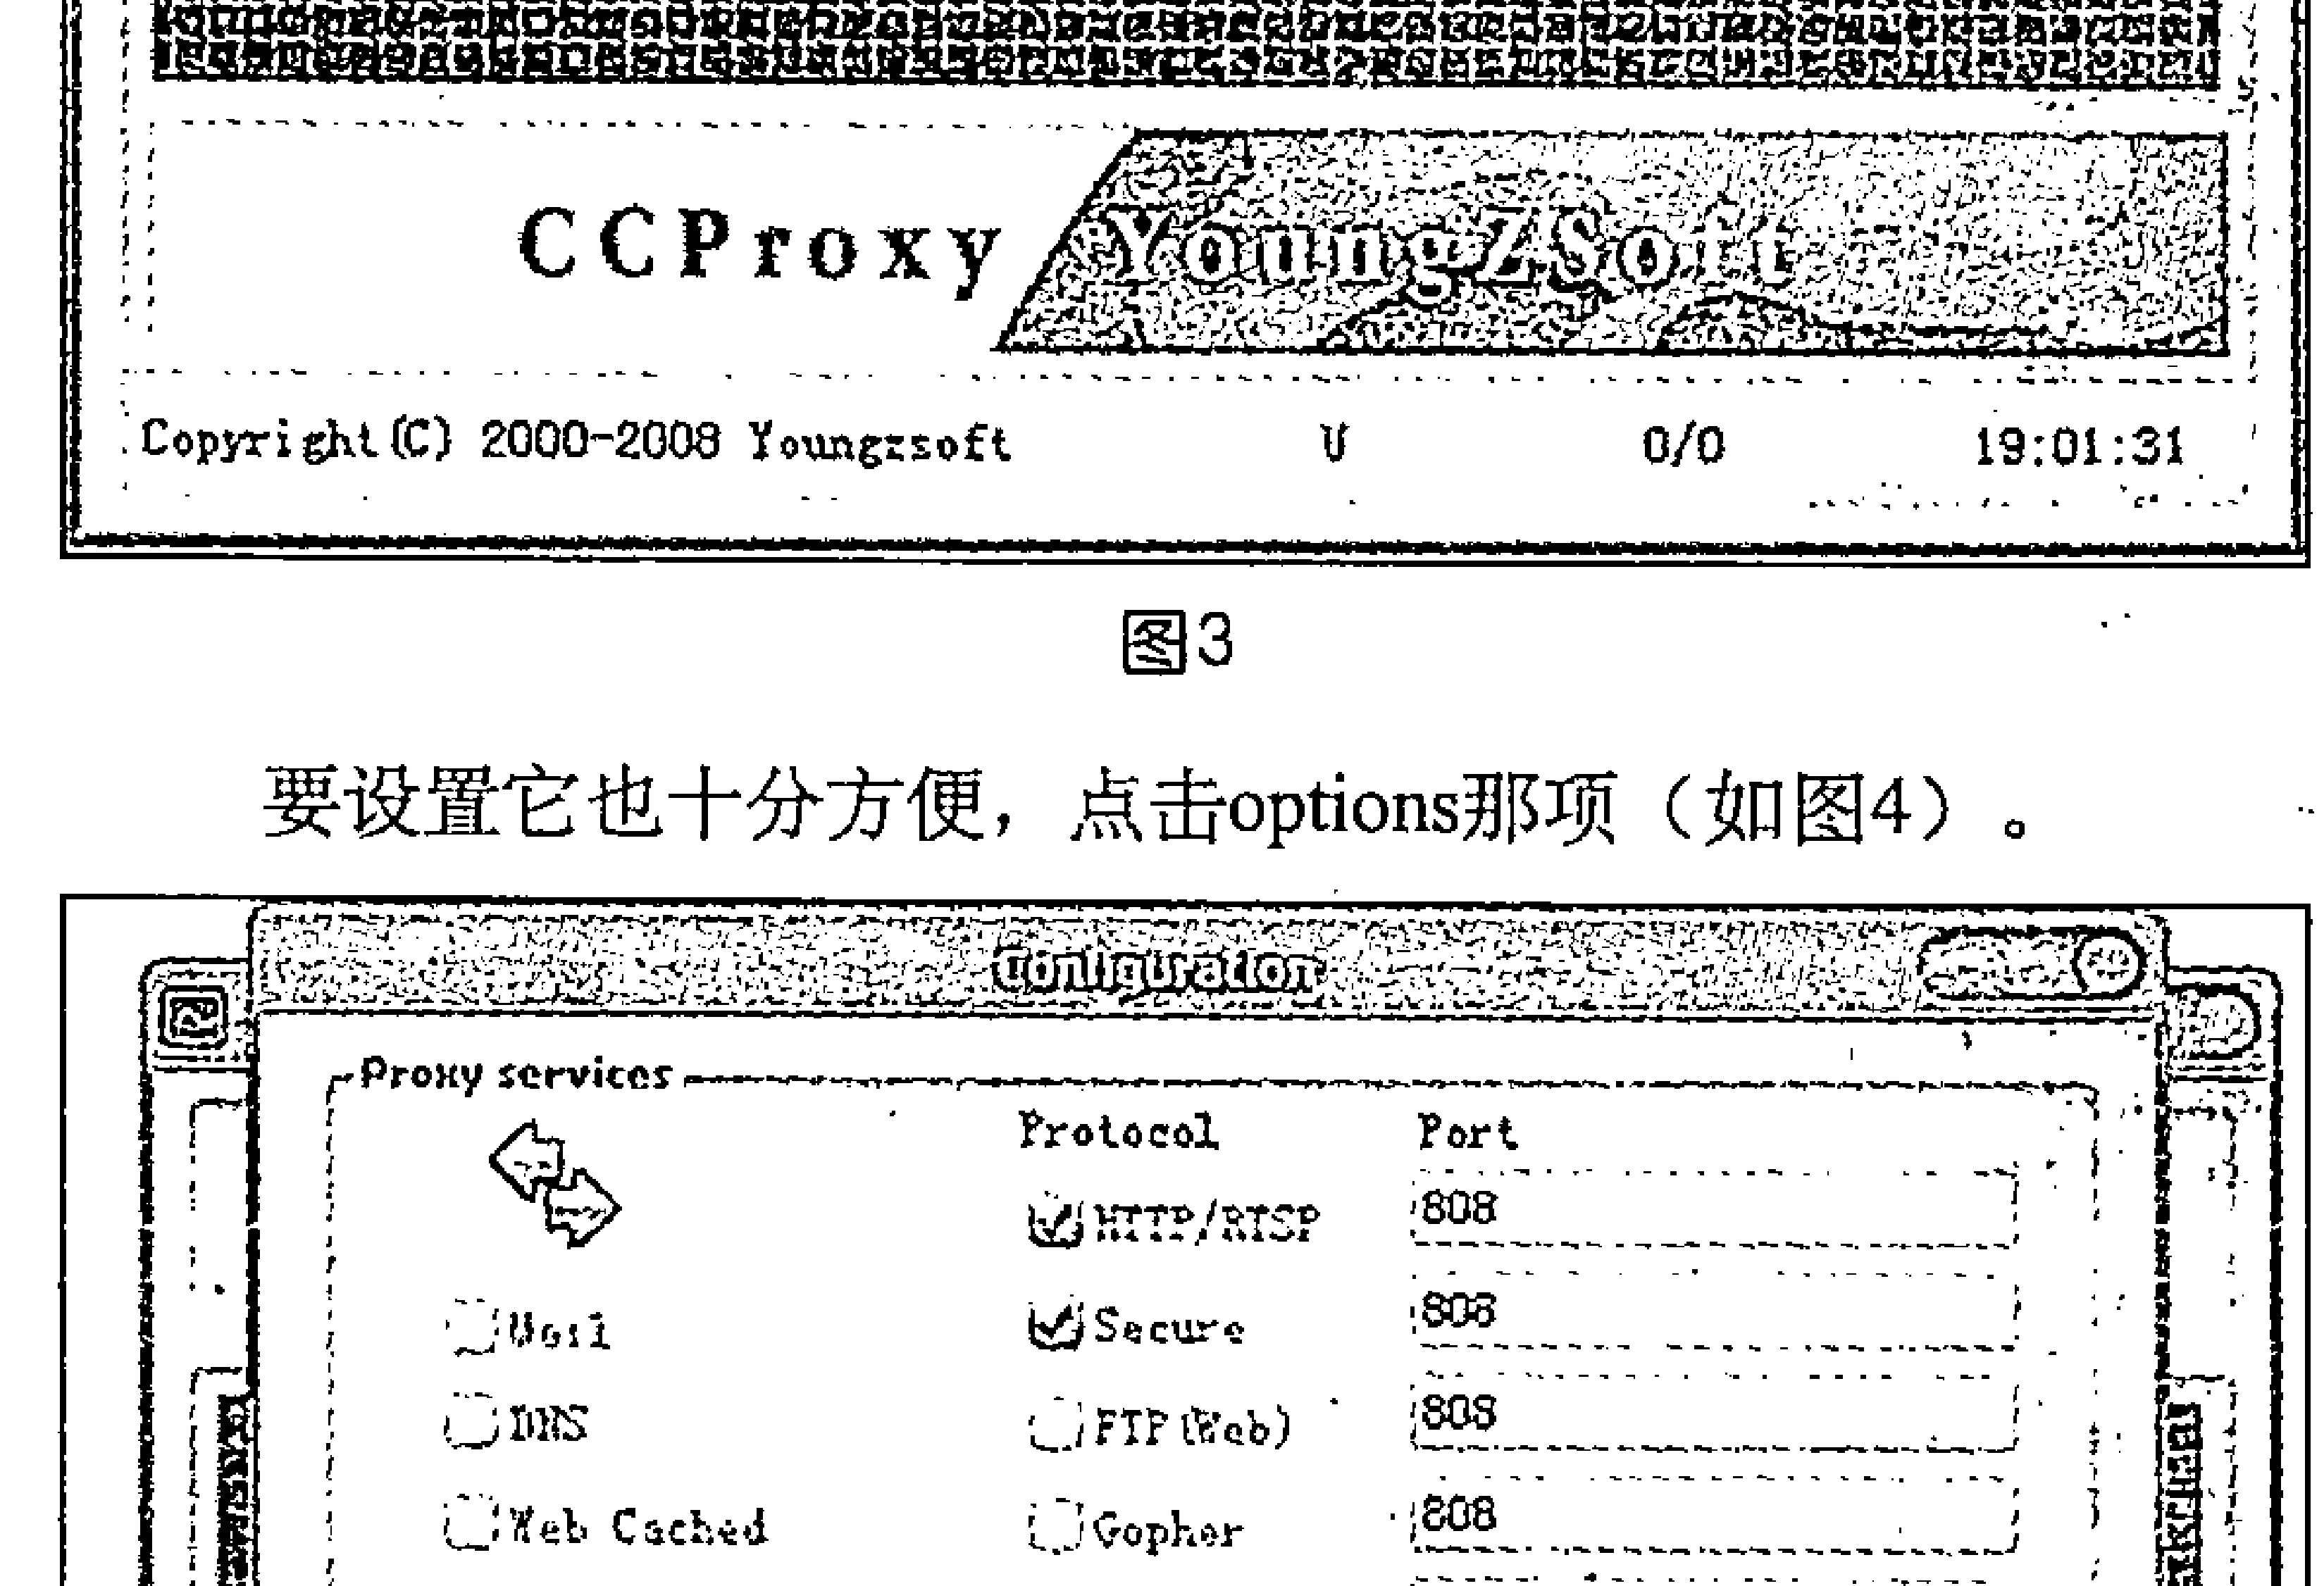 CCProxy YoungZSoft
Copyright(C) 2000-2008 Youngzsoft U 0/0 19:01:31
图3
要设置它也十分方便，点击options那项（如图4）。
Configuration
Proxy services
Protocol Port
HTTP/RTSP 808
Mail Secure 808
DNS FTP(Web) 808
Web Cached Gopher 808